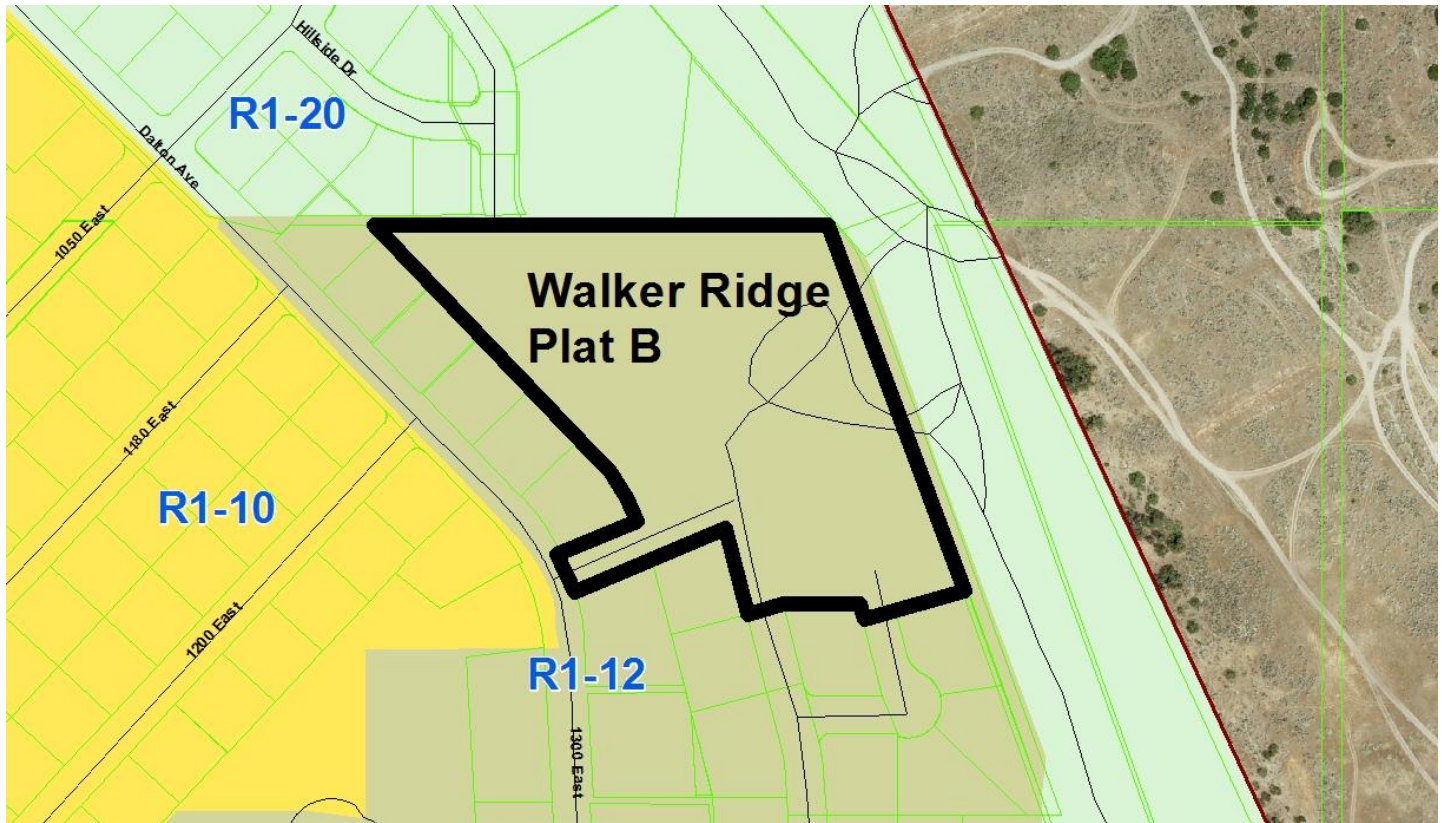 Hillside Dr
R1-20
Dalton Ave
1050 East
Walker Ridge
Plat B
1180 East
R1-10
1200 East
R1-12
1300 East